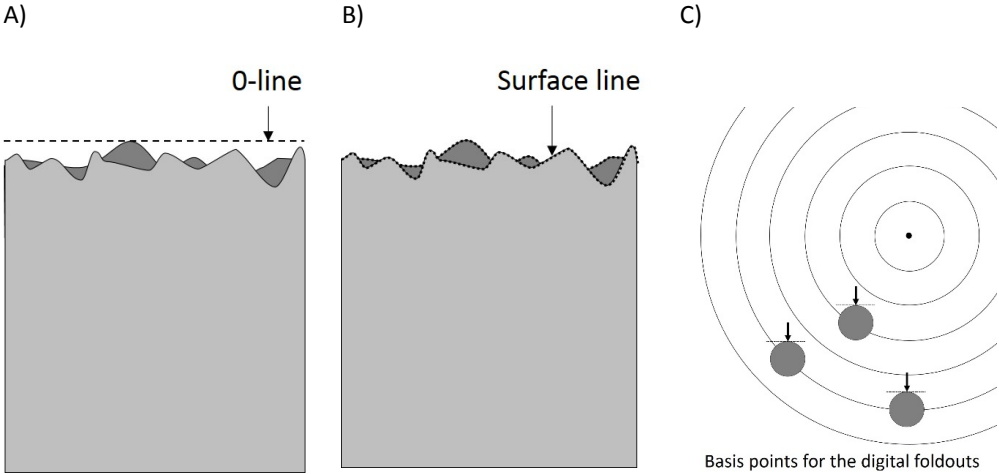 A)
B)
C)
0-line
Surface line
Basis points for the digital foldouts